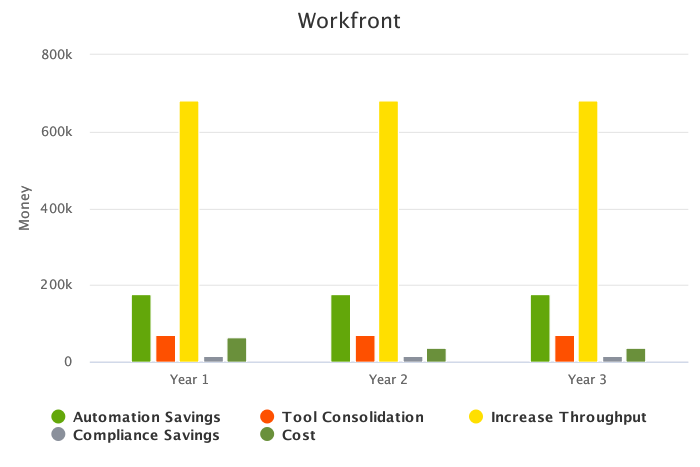 Workfront
800k
600k
400k
200k
0
Money
Year 1 Year 2 Year 3
Automation Savings Tool Consolidation Increase Throughput
Compliance Savings Cost